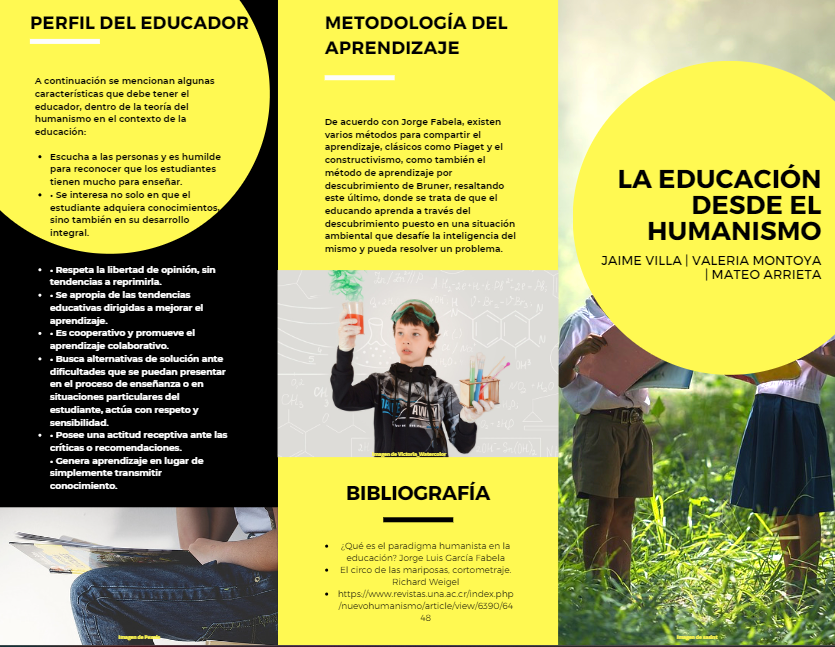 PERFIL DEL EDUCADOR
A continuación se mencionan algunas
características que debe tener el
educador, dentro de la teoría del
humanismo en el contexto de la
educación:
• Escucha a las personas y es humilde
para reconocer que los estudiantes
tienen mucho para enseñar.
• • Se interesa no solo en que el
estudiante adquiera conocimientos,
sino también en su desarrollo
integral.
• • Respeta la libertad de opinión, sin
tendencias a reprimirla.
• • Se apropia de las tendencias
educativas dirigidas a mejorar el
aprendizaje.
• • Es cooperativo y promueve el
aprendizaje colaborativo.
• • Busca alternativas de solución ante
dificultades que se puedan presentar
en el proceso de enseñanza o en
situaciones particulares del
estudiante, actúa con respeto y
sensibilidad.
• • Posee una actitud receptiva ante las
críticas o recomendaciones.
• Genera aprendizaje en lugar de
simplemente transmitir
conocimiento.
Imagen de
METODOLOGÍA DEL
APRENDIZAJE
De acuerdo con Jorge Fabela, existen
varios métodos para compartir el
aprendizaje, clásicos como Piaget y el
constructivismo, como también el
método de aprendizaje por
descubrimiento de Bruner, resaltando
este último, donde se trata de que el
educando aprenda a través del
descubrimiento puesto en una situación
ambiental que desafíe la inteligencia del
mismo y pueda resolver un problema.
Imagen de Victoria_Watercolor
BIBLIOGRAFÍA
• ¿Qué es el paradigma humanista en la
educación? Jorge Luis García Fabela
• El circo de las mariposas, cortometraje.
Richard Weigel
• https://www.revistas.una.ac.cr/index.php
/nuevohumanismo/article/view/6390/64
48
LA EDUCACIÓN
DESDE EL
HUMANISMO
JAIME VILLA | VALERIA MONTOYA
| MATEO ARRIETA
Imagen de